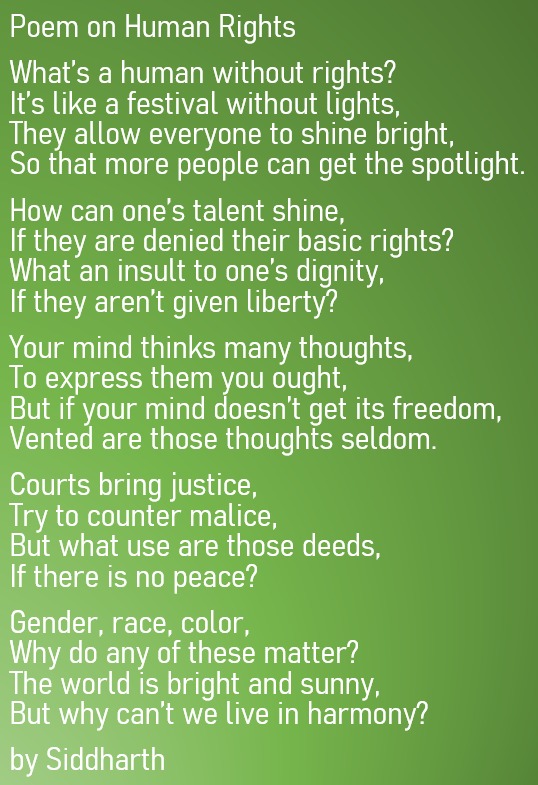 Poem on Human Rights
What's a human without rights?
It's like a festival without lights,
They allow everyone to shine bright,
So that more people can get the spotlight.
How can one's talent shine,
If they are denied their basic rights?
What an insult to one's dignity,
If they aren't given liberty?
Your mind thinks many thoughts,
To express them you ought,
But if your mind doesn't get its freedom,
Vented are those thoughts seldom.
Courts bring justice,
Try to counter malice,
But what use are those deeds,
If there is no peace?
Gender, race, color,
Why do any of these matter?
The world is bright and sunny,
But why can't we live in harmony?
by Siddharth